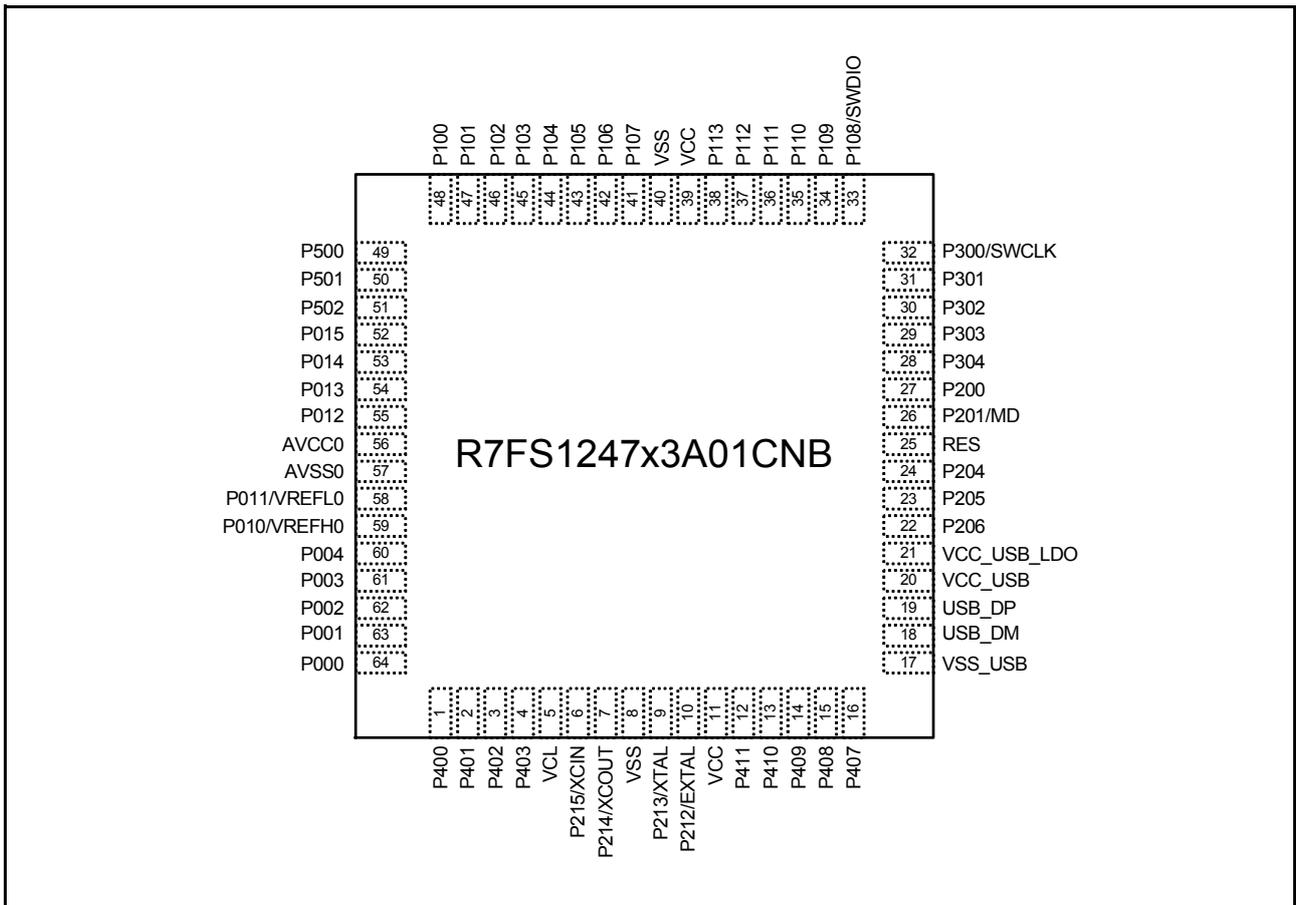 P100
P101
P102
P103
P104
P105
P106
P107
VSS
VCC
P113
P112
P111
P110
P109
P108/SWDIO
48
47
46
45
44
43
42
41
40
39
38
37
36
35
34
33
P500 49
P501 50
P502 51
P015 52
P014 53
P013 54
P012 55
AVCC0 56
AVSS0 57
P011/VREFL0 58
P010/VREFH0 59
P004 60
P003 61
P002 62
P001 63
P000 64
R7FS1247x3A01CNB
32 P300/SWCLK
31 P301
30 P302
29 P303
28 P304
27 P200
26 P201/MD
25 RES
24 P204
23 P205
22 P206
21 VCC_USB_LDO
20 VCC_USB
19 USB_DP
18 USB_DM
17 VSS_USB
1
2
3
4
5
6
7
8
9
10
11
12
13
14
15
16
P400
P401
P402
P403
VCL
P215/XCIN
P214/XCOUT
VSS
P213/XTAL
P212/EXTAL
VCC
P411
P410
P409
P408
P407